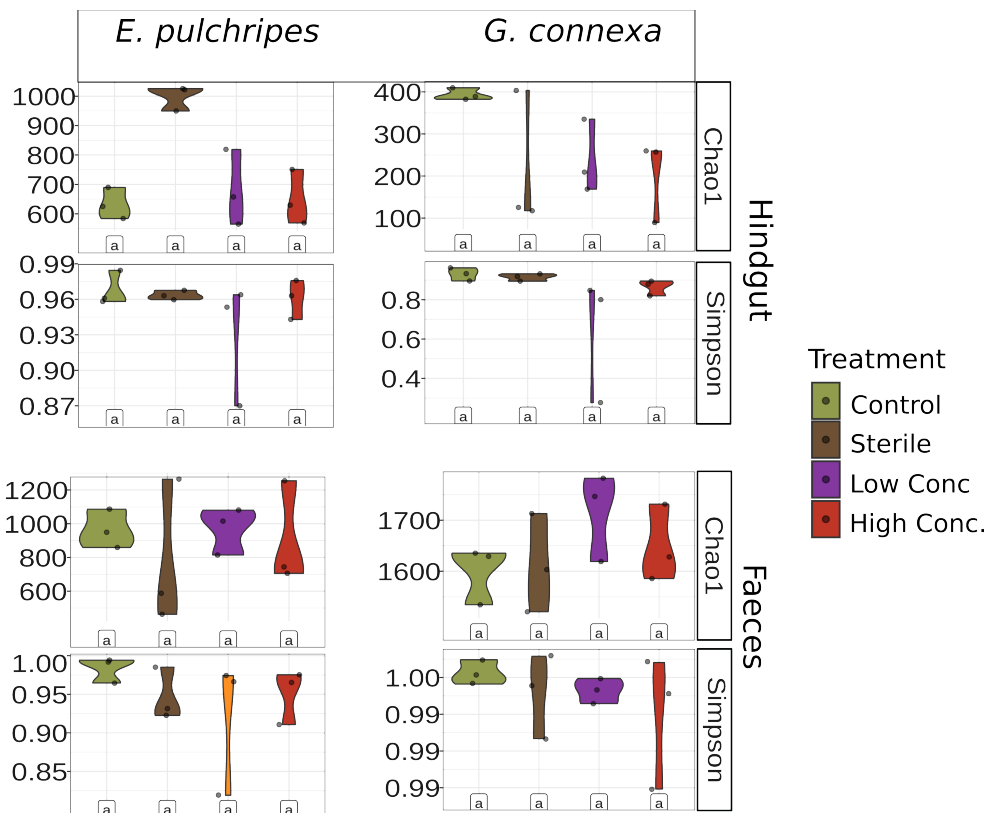 E. pulchripes
G. connexa
1000
900
800
700
600
a a a a
400
300
200
100
a a a a
Chao1
0.99
0.96
0.93
0.90
0.87
a a a a
0.8
0.6
0.4
a a a a
Simpson
Hindgut
1200
1000
800
600
a a a a
1700
1600
a a a a
Chao1
1.00
0.95
0.90
0.85
a a a a
1.00
0.99
0.99
0.99
a a a a
Simpson
Faeces
Treatment
Control
Sterile
Low Conc
High Conc.